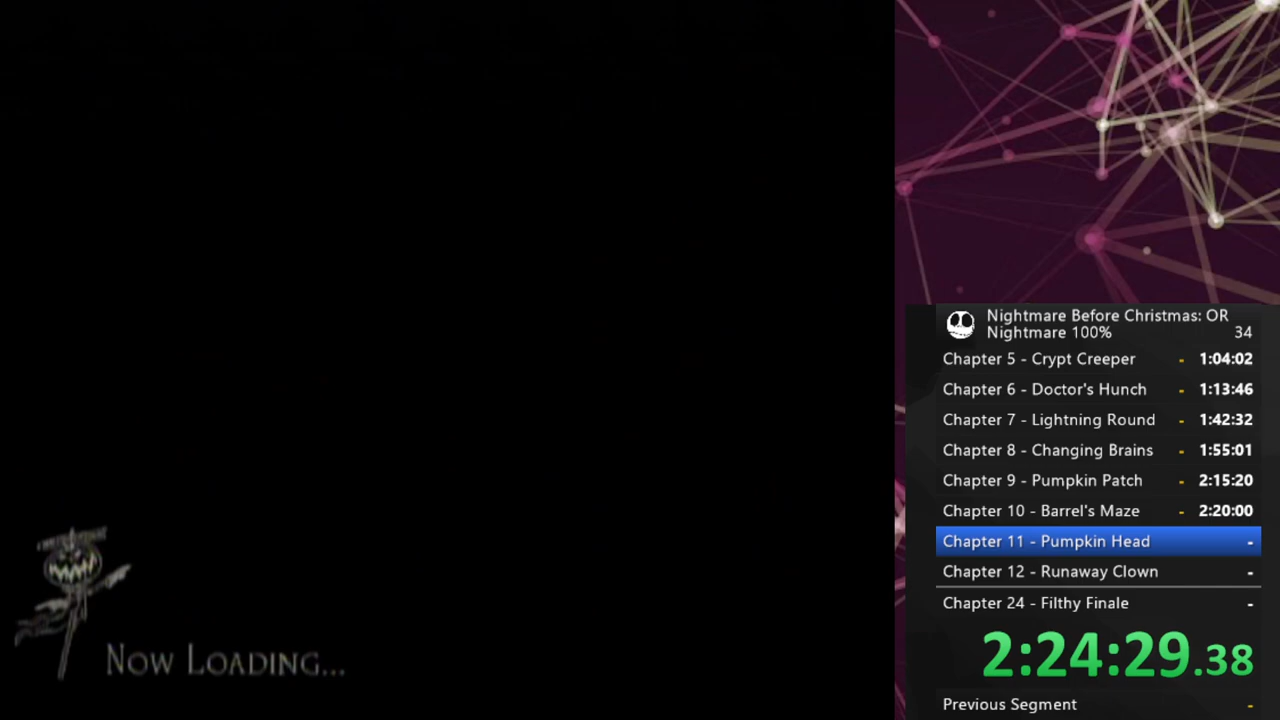 Nightmare Before Christmas: OR
Nightmare 100% 34
Chapter 5 - Crypt Creeper - 1:04:02
Chapter 6 - Doctor's Hunch - 1:13:46
Chapter 7 - Lightning Round - 1:42:32
Chapter 8 - Changing Brains - 1:55:01
Chapter 9 - Pumpkin Patch - 2:15:20
Chapter 10 - Barrel's Maze - 2:20:00
Chapter 11 - Pumpkin Head -
Chapter 12 - Runaway Clown -
Chapter 24 - Filthy Finale -
2:24:29.38
Previous Segment -
Now Loading...